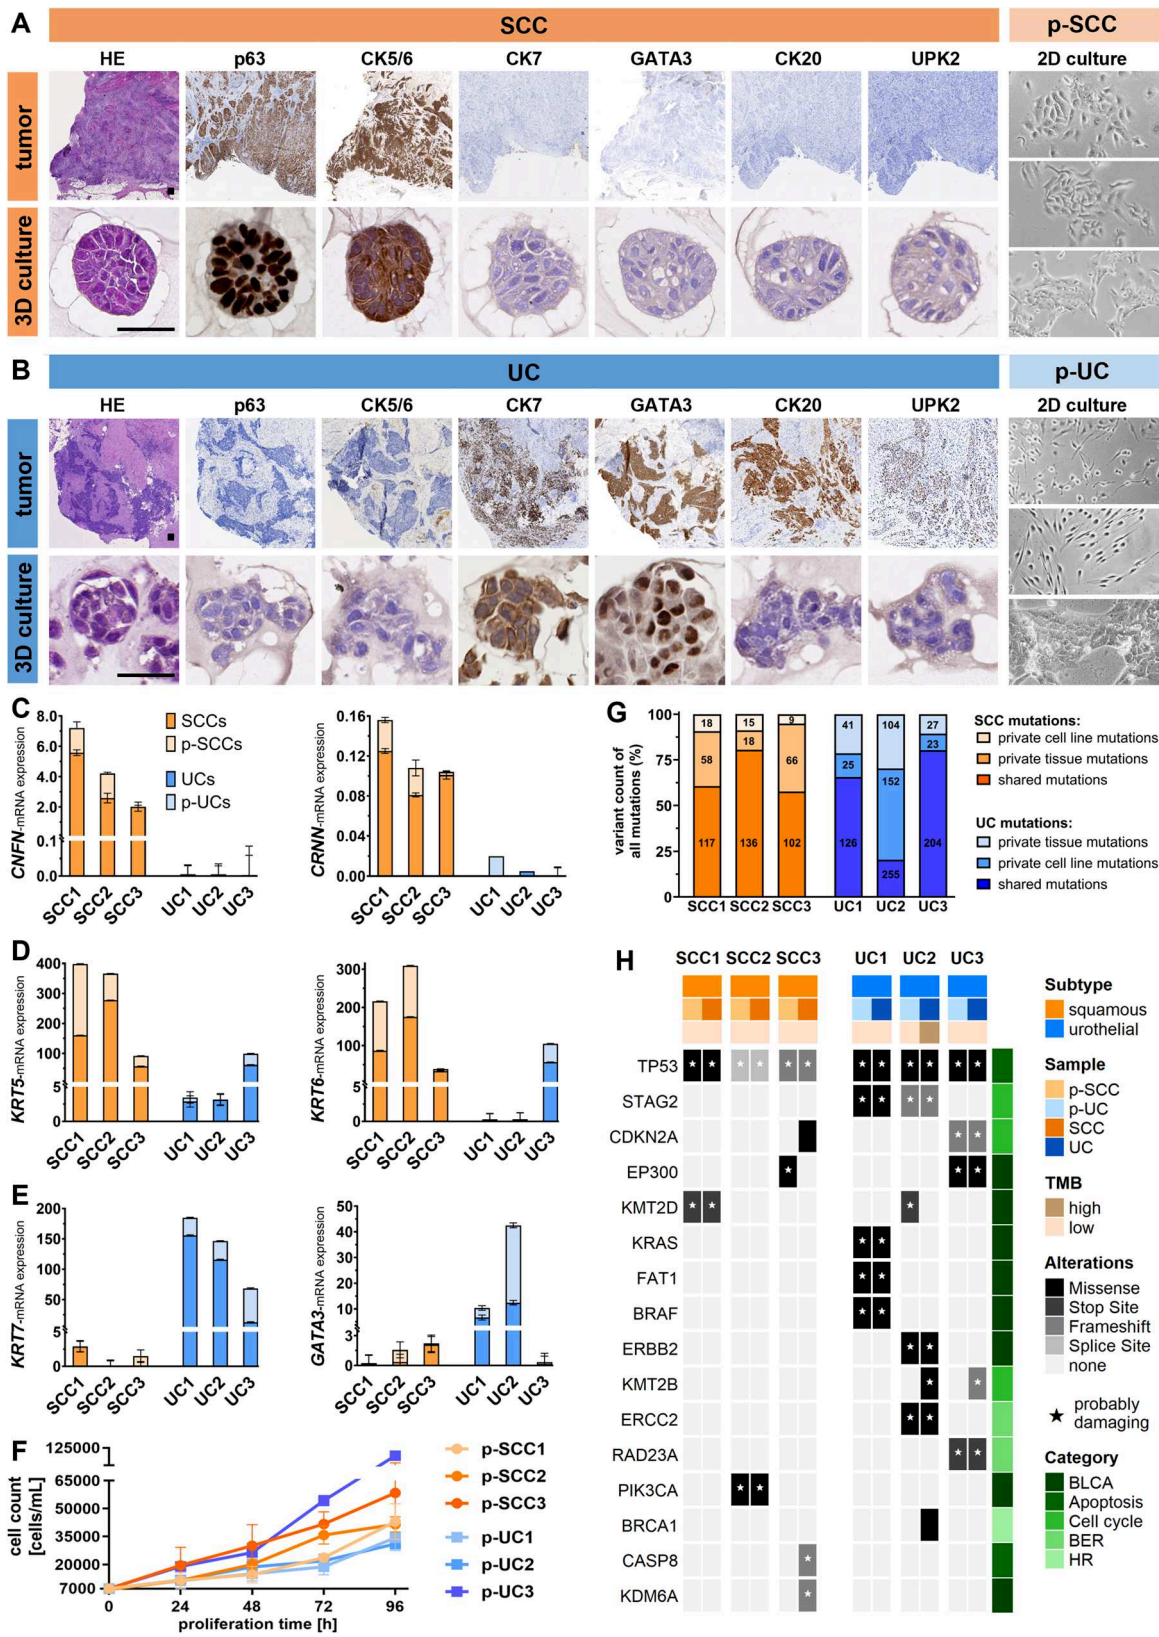 A
SCC
p-SCC
HE p63 CK5/6 CK7 GATA3 CK20 UPK2 2D culture
tumor
3D culture
B
UC
p-UC
HE p63 CK5/6 CK7 GATA3 CK20 UPK2 2D culture
tumor
3D culture
C
CNFN-mRNA expression
8.0
6.0
4.0
2.0
0.1
0.0
SCC1 SCC2 SCC3 UC1 UC2 UC3
SCCs
p-SCCs
UCs
p-UCs
CRNN-mRNA expression
0.16
0.12
0.08
0.04
0.00
SCC1 SCC2 SCC3 UC1 UC2 UC3
D
KRT5-mRNA expression
400
300
200
100
5
0
SCC1 SCC2 SCC3 UC1 UC2 UC3
KRT6-mRNA expression
300
200
100
5
0
SCC1 SCC2 SCC3 UC1 UC2 UC3
E
KRT7-mRNA expression
200
150
100
50
5
0
SCC1 SCC2 SCC3 UC1 UC2 UC3
GATA3-mRNA expression
50
40
30
20
10
3
0
SCC1 SCC2 SCC3 UC1 UC2 UC3
F
cell count
[cells/mL]
125000
65000
50000
35000
20000
7000
0 24 48 72 96
proliferation time [h]
p-SCC1
p-SCC2
p-SCC3
p-UC1
p-UC2
p-UC3
G
variant count of
all mutations (%)
100
75
50
25
0
18 15 9 41 104 27
58 18 66 25 152 23
117 136 102 126 255 204
SCC1 SCC2 SCC3 UC1 UC2 UC3
SCC mutations:
private cell line mutations
private tissue mutations
shared mutations
UC mutations:
private tissue mutations
private cell line mutations
shared mutations
H
SCC1 SCC2 SCC3 UC1 UC2 UC3
TP53
STAG2
CDKN2A
EP300
KMT2D
KRAS
FAT1
BRAF
ERBB2
KMT2B
ERCC2
RAD23A
PIK3CA
BRCA1
CASP8
KDM6A
Subtype
squamous
urothelial
Sample
p-SCC
p-UC
SCC
UC
TMB
high
low
Alterations
Missense
Stop Site
Frameshift
Splice Site
none
★ probably
damaging
Category
BLCA
Apoptosis
Cell cycle
BER
HR